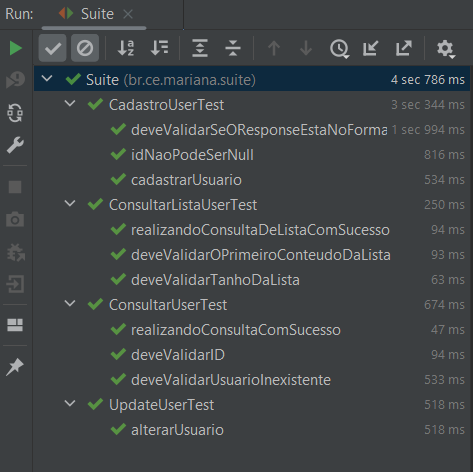 Run: Suite
Suite (br.ce.mariana.suite) 4 sec 786 ms
CadastroUserTest 3 sec 344 ms
deveValidarSeOResponseEstaNoForma 1 sec 994 ms
idNaoPodeSerNull 816 ms
cadastrarUsuario 534 ms
ConsultarListaUserTest 250 ms
realizandoConsultaDeListaComSucesso 94 ms
deveValidarOPrimeiroConteudoDaLista 93 ms
deveValidarTanhoDaLista 63 ms
ConsultarUserTest 674 ms
realizandoConsultaComSucesso 47 ms
deveValidarID 94 ms
deveValidarUsuarioInexistente 533 ms
UpdateUserTest 518 ms
alterarUsuario 518 ms